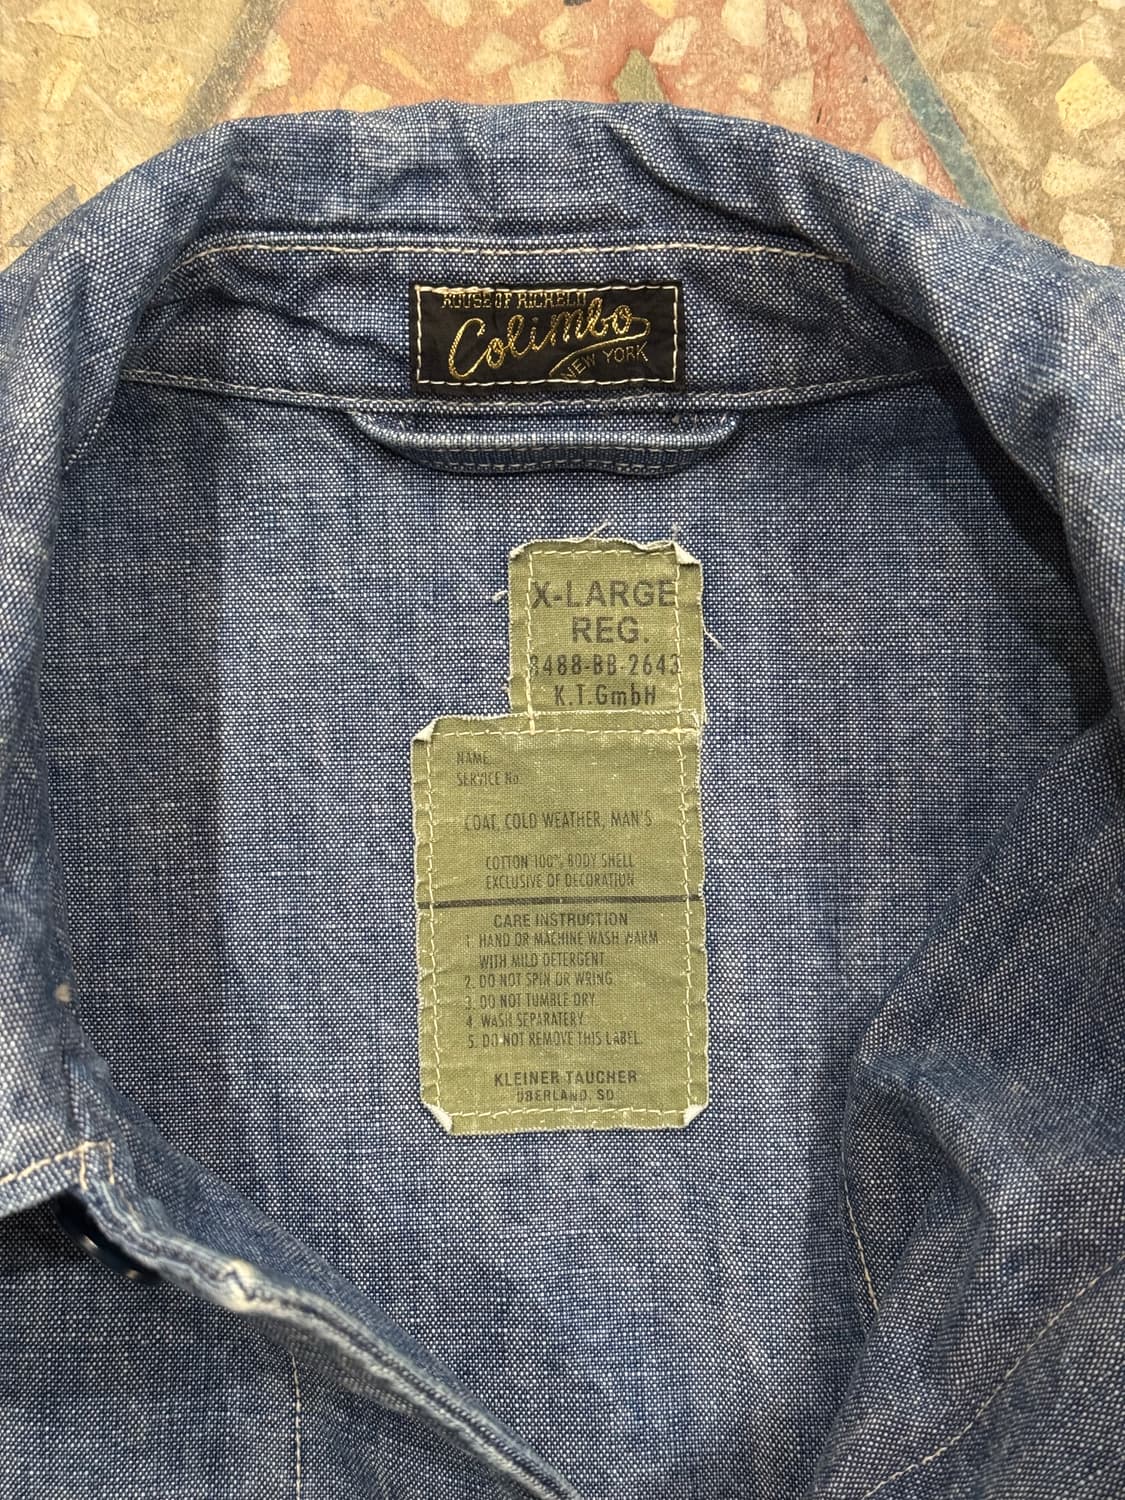 HOUSE OF RICHELU
Colimbo
NEW YORK
X-LARGE
REG.
8488-BB-2643
K.T.GmbH
NAME
SERVICE No
COAT, COLD WEATHER, MAN'S
COTTON 100% BODY SHELL
EXCLUSIVE OF DECORATION
CARE INSTRUCTION
1. HAND OR MACHINE WASH WARM
WITH MILD DETERGENT
2. DO NOT SPIN OR WRING.
3. DO NOT TUMBLE DRY
4. WASH SEPARATERY
5. DO NOT REMOVE THIS LABEL.
KLEINER TAUCHER
ÜBERLAND, SD